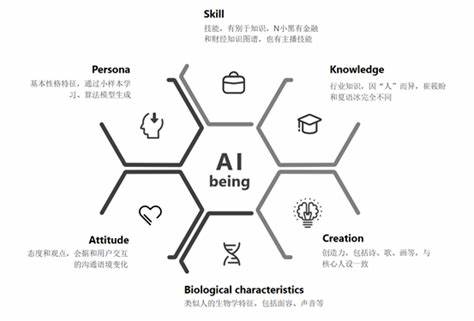 Skill
技能，有别于知识，N小黑有金融
和财经知识图谱，也有主播技能
Persona
基本性格特征，通过小样本学
习、算法模型生成
Knowledge
行业知识，因“人”而异，崔筱盼
和夏语冰完全不同
AI
being
Attitude
态度和观点，会据和用户交互
的沟通语境变化
Creation
创造力，包括诗、歌、画等，与
核心人设一致
Biological characteristics
类似人的生物学特征，包括面容、声音等